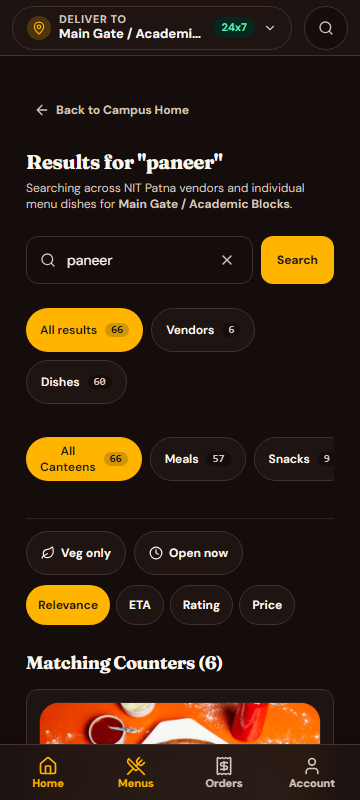 DELIVER TO
Main Gate / Academi...
24x7
Back to Campus Home
Results for "paneer"
Searching across NIT Patna vendors and individual
menu dishes for Main Gate / Academic Blocks.
paneer
Search
All results 66
Vendors 6
Dishes 60
All
Canteens 66
Meals 57
Snacks 9
Veg only
Open now
Relevance
ETA
Rating
Price
Matching Counters (6)
Home
Menus
Orders
Account